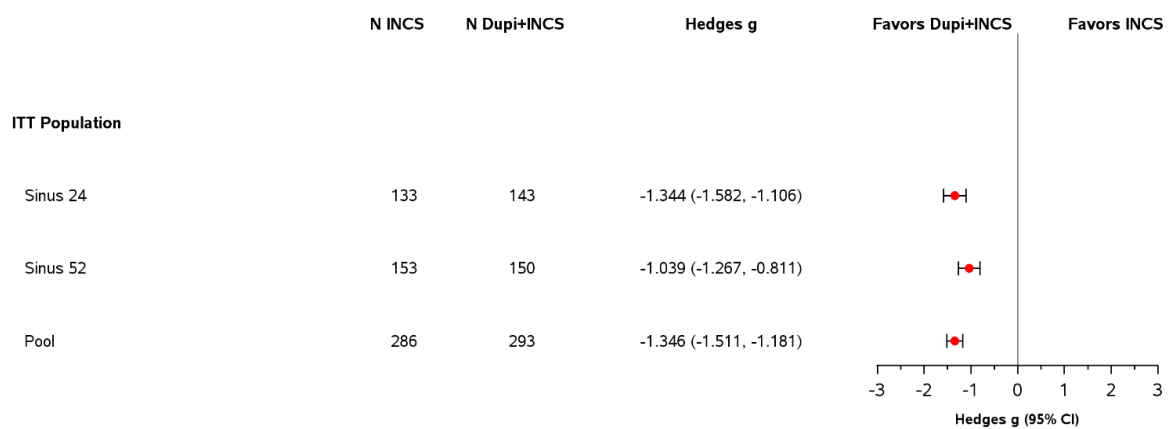 N INCS N Dupi+INCS Hedges g Favors Dupi+INCS Favors INCS
ITT Population
Sinus 24 133 143 -1.344 (-1.582, -1.106)
Sinus 52 153 150 -1.039 (-1.267, -0.811)
Pool 286 293 -1.346 (-1.511, -1.181)
-3 -2 -1 0 1 2 3
Hedges g (95% CI)